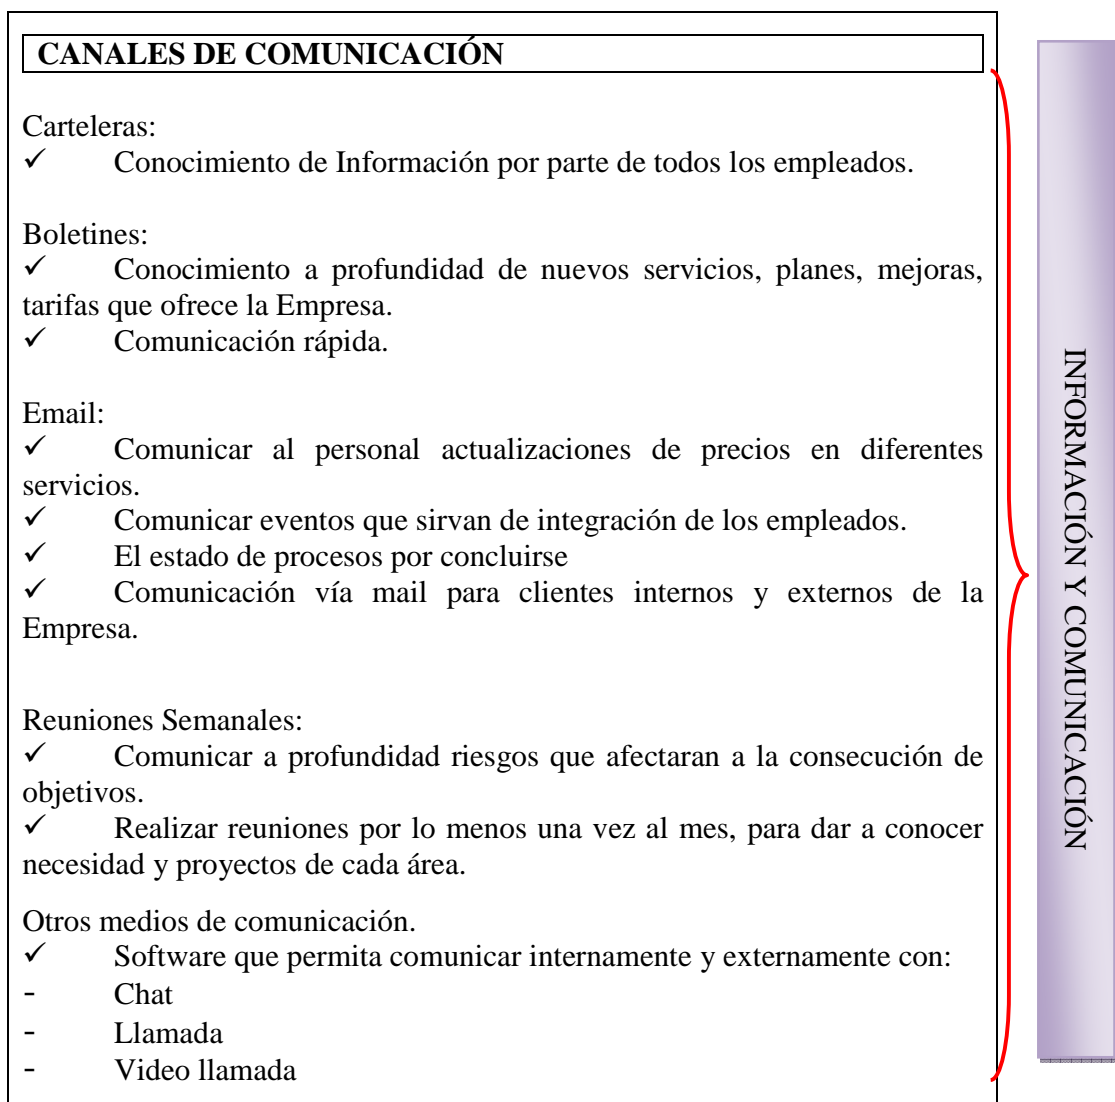 CANALES DE COMUNICACIÓN
Carteleras:
✓ Conocimiento de Información por parte de todos los empleados.
Boletines:
✓ Conocimiento a profundidad de nuevos servicios, planes, mejoras,
tarifas que ofrece la Empresa.
✓ Comunicación rápida.
Email:
✓ Comunicar al personal actualizaciones de precios en diferentes
servicios.
✓ Comunicar eventos que sirvan de integración de los empleados.
✓ El estado de procesos por concluirse
✓ Comunicación vía mail para clientes internos y externos de la
Empresa.
Reuniones Semanales:
✓ Comunicar a profundidad riesgos que afectaran a la consecución de
objetivos.
✓ Realizar reuniones por lo menos una vez al mes, para dar a conocer
necesidad y proyectos de cada área.
Otros medios de comunicación.
✓ Software que permita comunicar internamente y externamente con:
- Chat
- Llamada
- Video llamada
INFORMACIÓN Y COMUNICACIÓN